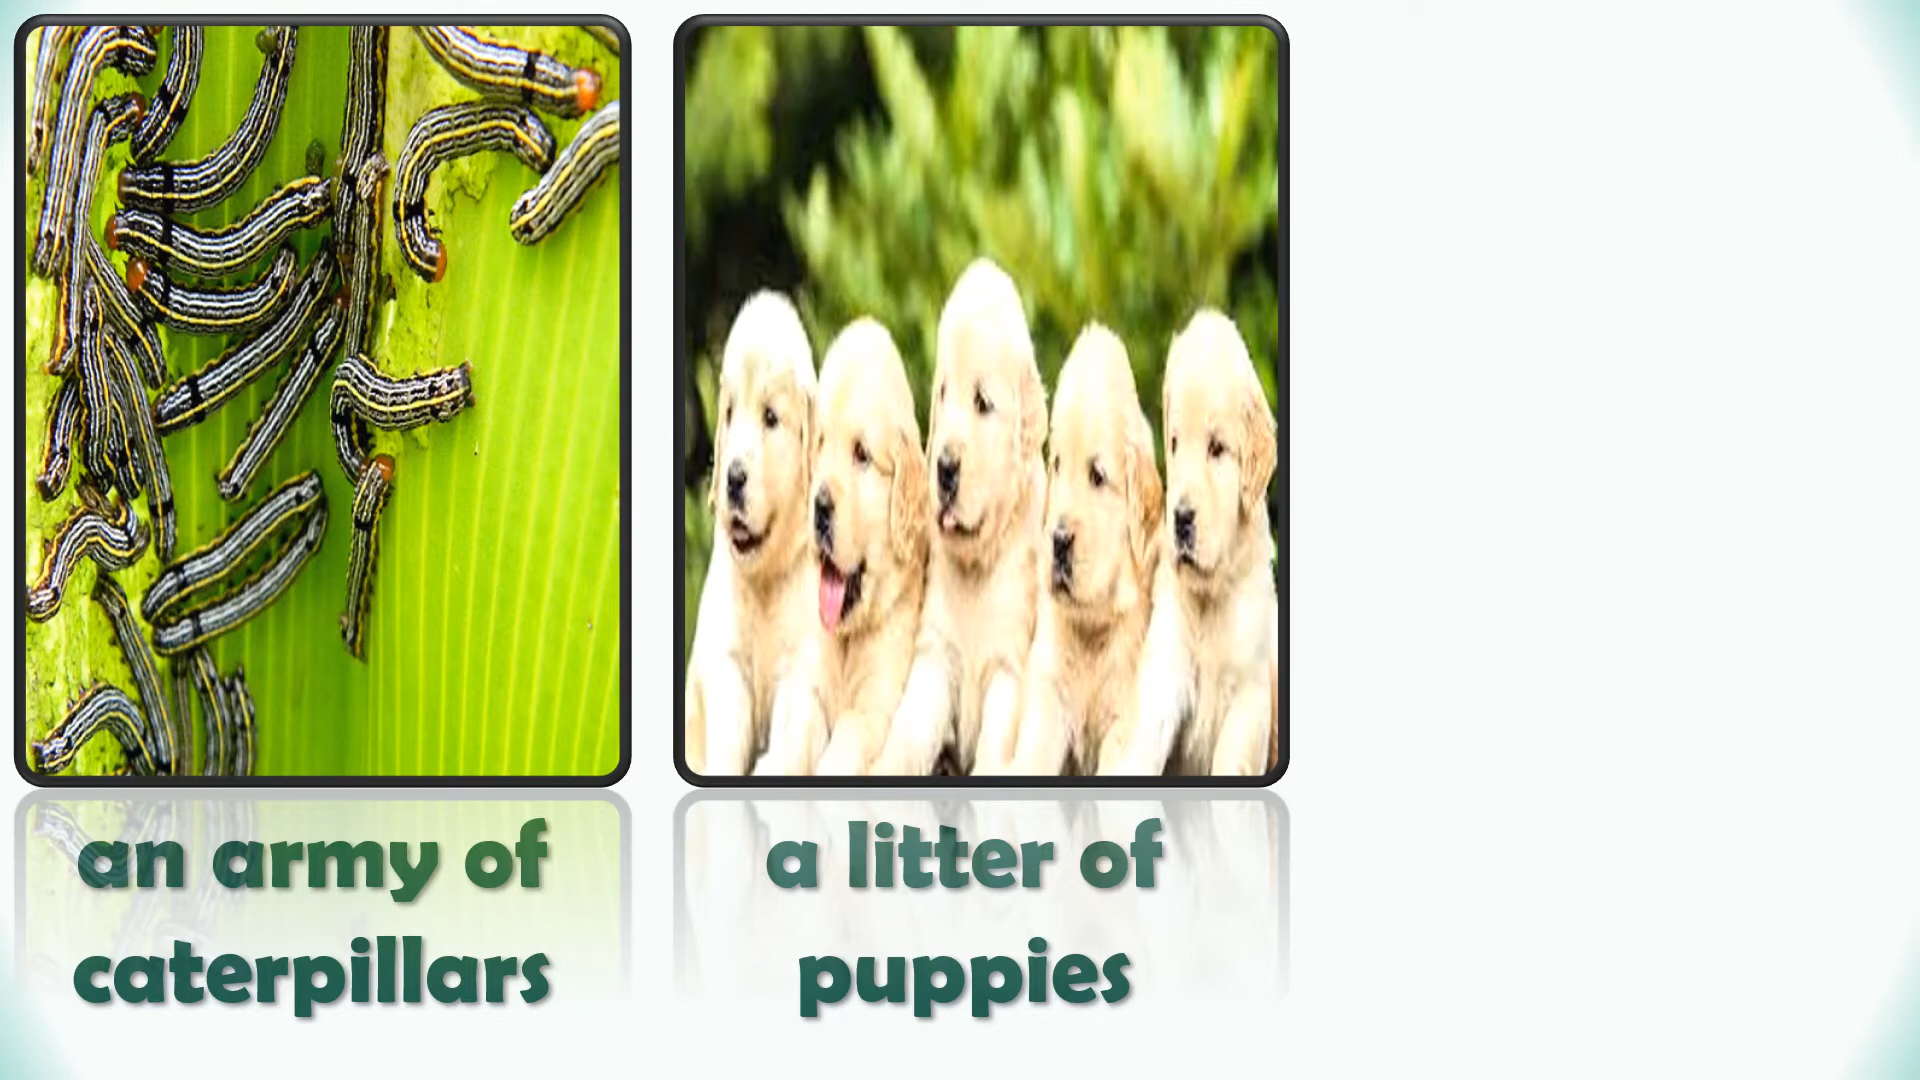 an army of
caterpillars
a litter of
puppies